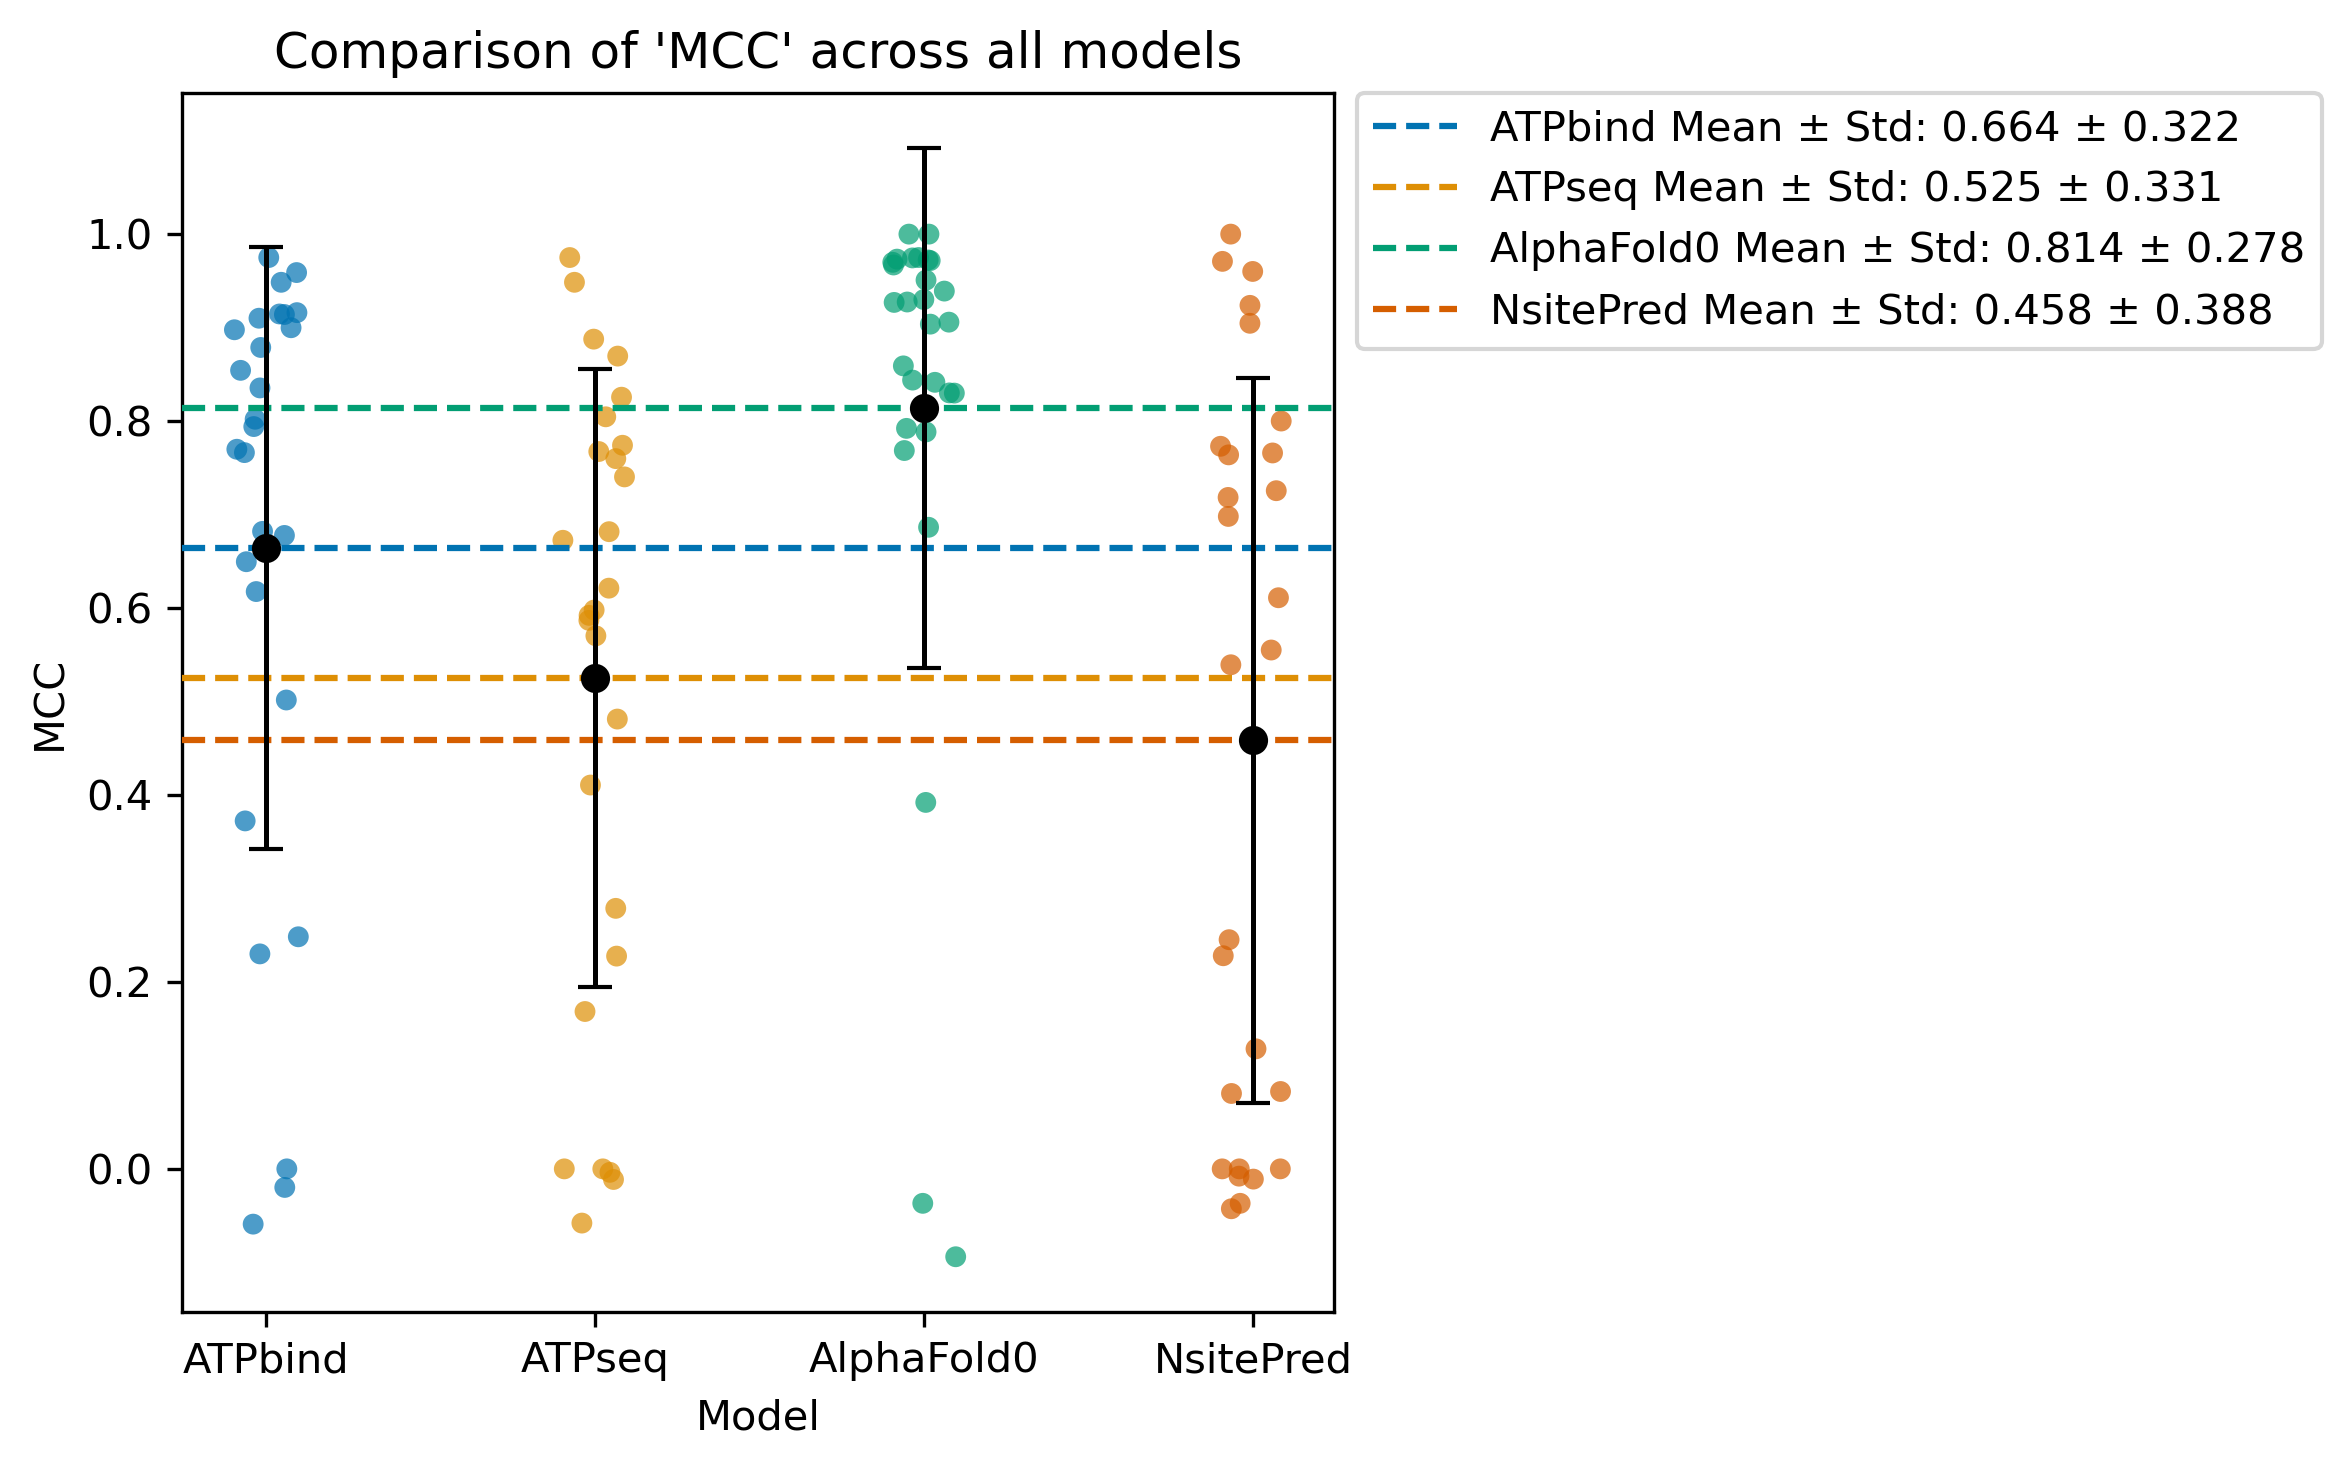 Comparison of 'MCC' across all models
ATPbind Mean ± Std: 0.664 ± 0.322
ATPseq Mean ± Std: 0.525 ± 0.331
AlphaFold0 Mean ± Std: 0.814 ± 0.278
NsitePred Mean ± Std: 0.458 ± 0.388
MCC
1.0
0.8
0.6
0.4
0.2
0.0
ATPbind ATPseq AlphaFold0 NsitePred
Model